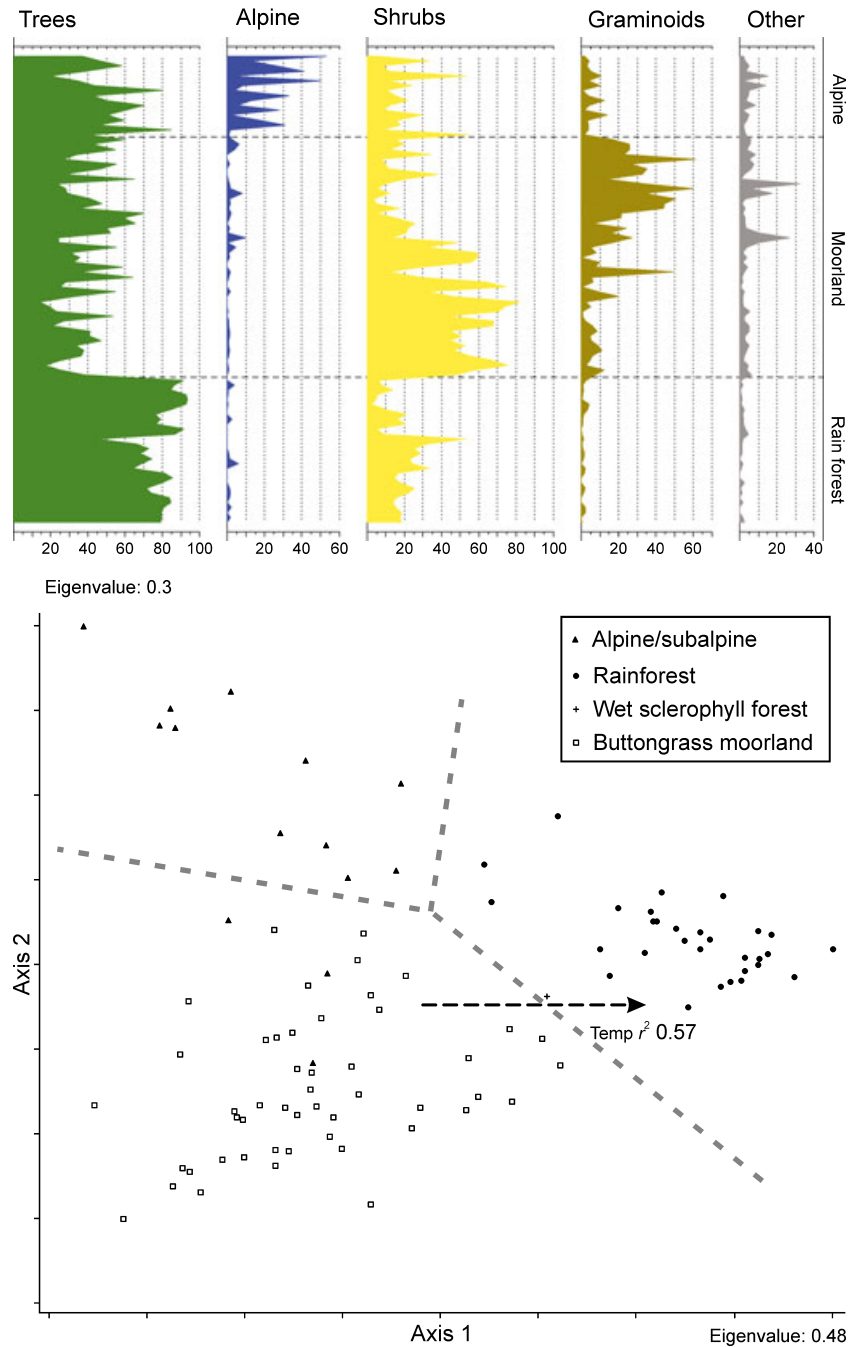 Trees Alpine Shrubs Graminoids Other
Alpine
Moorland
Rain forest
20 40 60 80 100 20 40 60 20 40 60 80 100 20 40 60 20 40
Eigenvalue: 0.3
Alpine/subalpine
Rainforest
Wet sclerophyll forest
Buttongrass moorland
Axis 2
Temp r² 0.57
Axis 1
Eigenvalue: 0.48